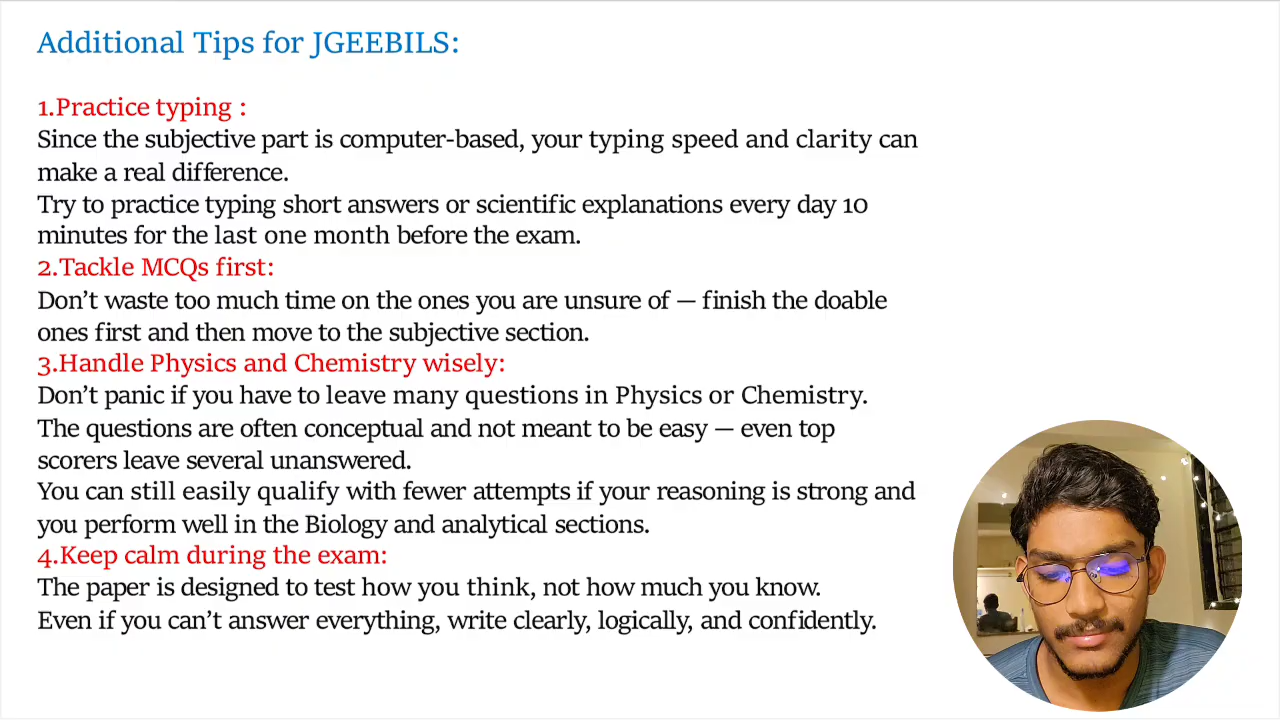 Additional Tips for JGEEBILS:
1.Practice typing :
Since the subjective part is computer-based, your typing speed and clarity can
make a real difference.
Try to practice typing short answers or scientific explanations every day 10
minutes for the last one month before the exam.
2.Tackle MCQs first:
Don’t waste too much time on the ones you are unsure of — finish the doable
ones first and then move to the subjective section.
3.Handle Physics and Chemistry wisely:
Don’t panic if you have to leave many questions in Physics or Chemistry.
The questions are often conceptual and not meant to be easy — even top
scorers leave several unanswered.
You can still easily qualify with fewer attempts if your reasoning is strong and
you perform well in the Biology and analytical sections.
4.Keep calm during the exam:
The paper is designed to test how you think, not how much you know.
Even if you can’t answer everything, write clearly, logically, and confidently.